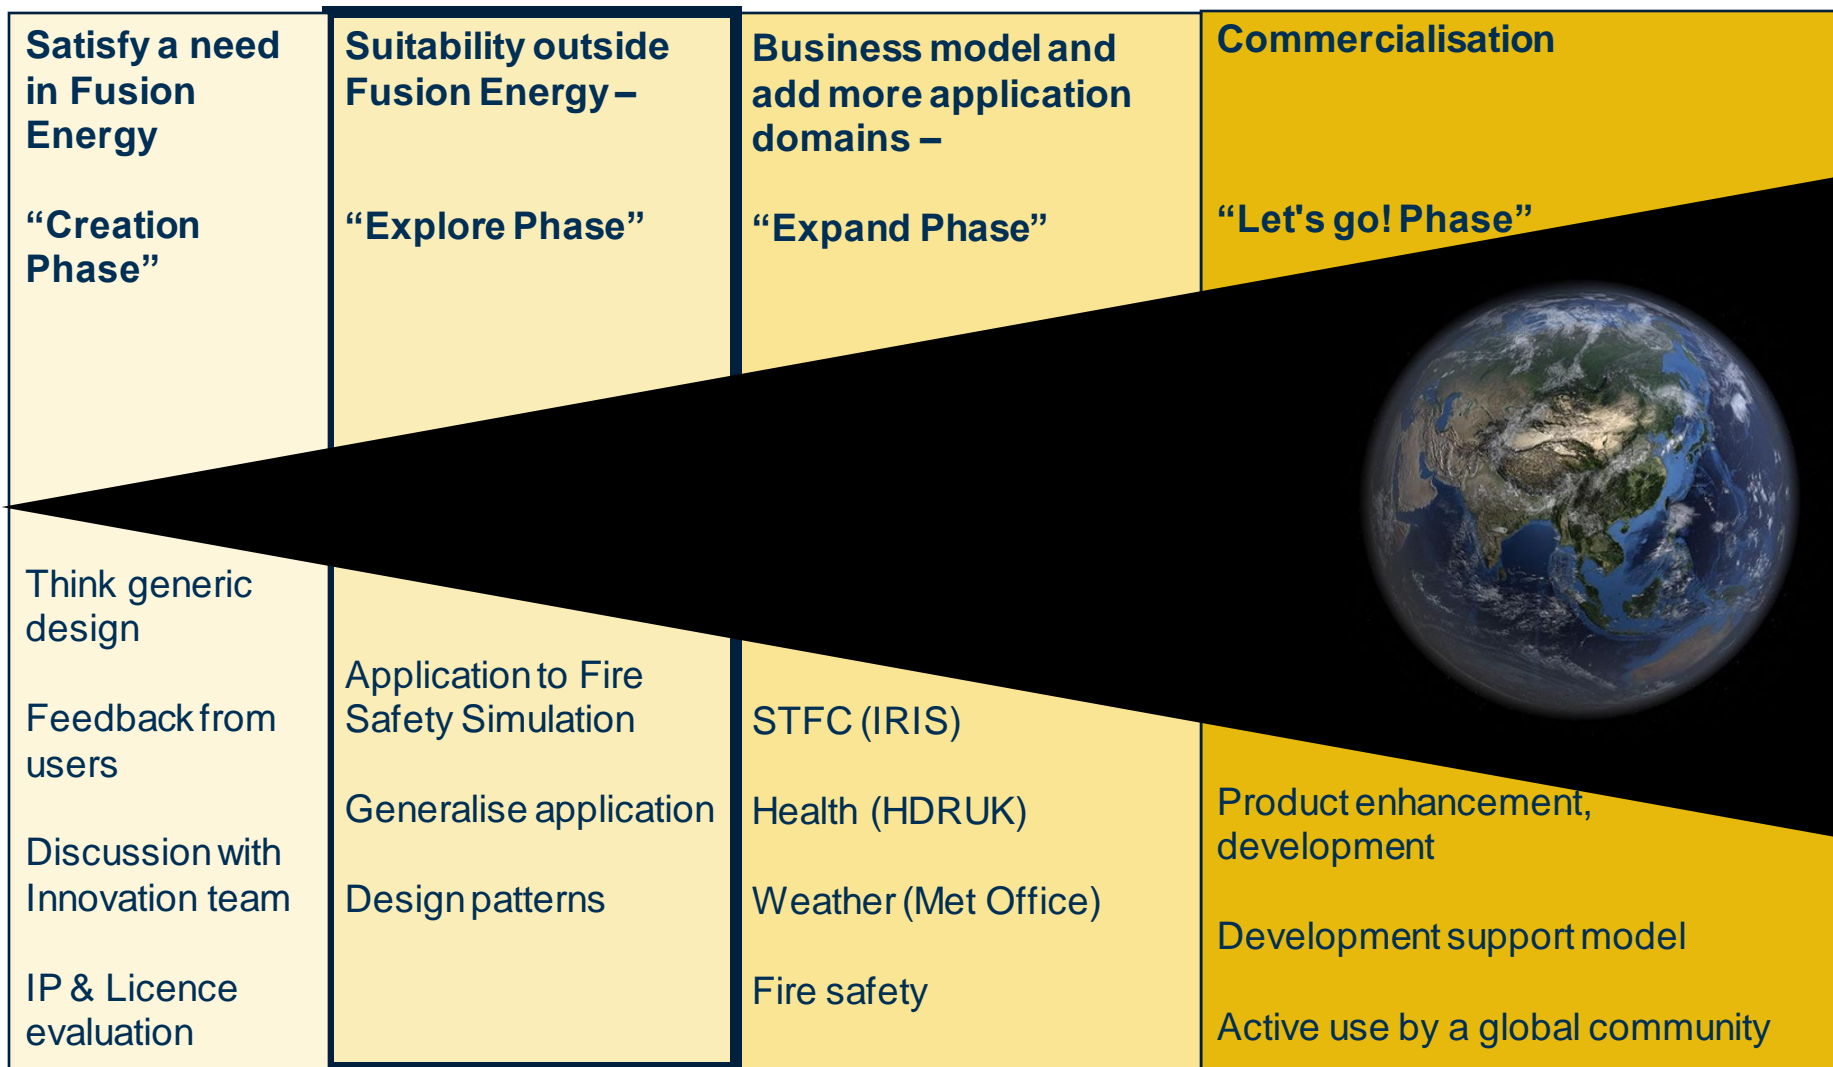 Satisfy a need
in Fusion
Energy
“Creation
Phase”
Think generic
design
Feedback from
users
Discussion with
Innovation team
IP & Licence
evaluation
Suitability outside
Fusion Energy –
“Explore Phase”
Application to Fire
Safety Simulation
Generalise application
Design patterns
Business model and
add more application
domains –
“Expand Phase”
STFC (IRIS)
Health (HDRUK)
Weather (Met Office)
Fire safety
Commercialisation
“Let's go! Phase”
Product enhancement,
development
Development support model
Active use by a global community